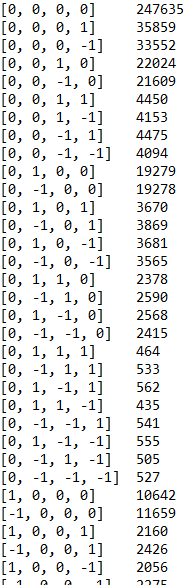 [0, 0, 0, 0] 247635
[0, 0, 0, 1] 35859
[0, 0, 0, -1] 33552
[0, 0, 1, 0] 22024
[0, 0, -1, 0] 21609
[0, 0, 1, 1] 4450
[0, 0, 1, -1] 4153
[0, 0, -1, 1] 4475
[0, 0, -1, -1] 4094
[0, 1, 0, 0] 19279
[0, -1, 0, 0] 19278
[0, 1, 0, 1] 3670
[0, -1, 0, 1] 3869
[0, 1, 0, -1] 3681
[0, -1, 0, -1] 3565
[0, 1, 1, 0] 2378
[0, -1, 1, 0] 2590
[0, 1, -1, 0] 2568
[0, -1, -1, 0] 2415
[0, 1, 1, 1] 464
[0, -1, 1, 1] 533
[0, 1, -1, 1] 562
[0, 1, 1, -1] 435
[0, -1, -1, 1] 541
[0, 1, -1, -1] 555
[0, -1, 1, -1] 505
[0, -1, -1, -1] 527
[1, 0, 0, 0] 10642
[-1, 0, 0, 0] 11659
[1, 0, 0, 1] 2160
[-1, 0, 0, 1] 2426
[1, 0, 0, -1] 2056